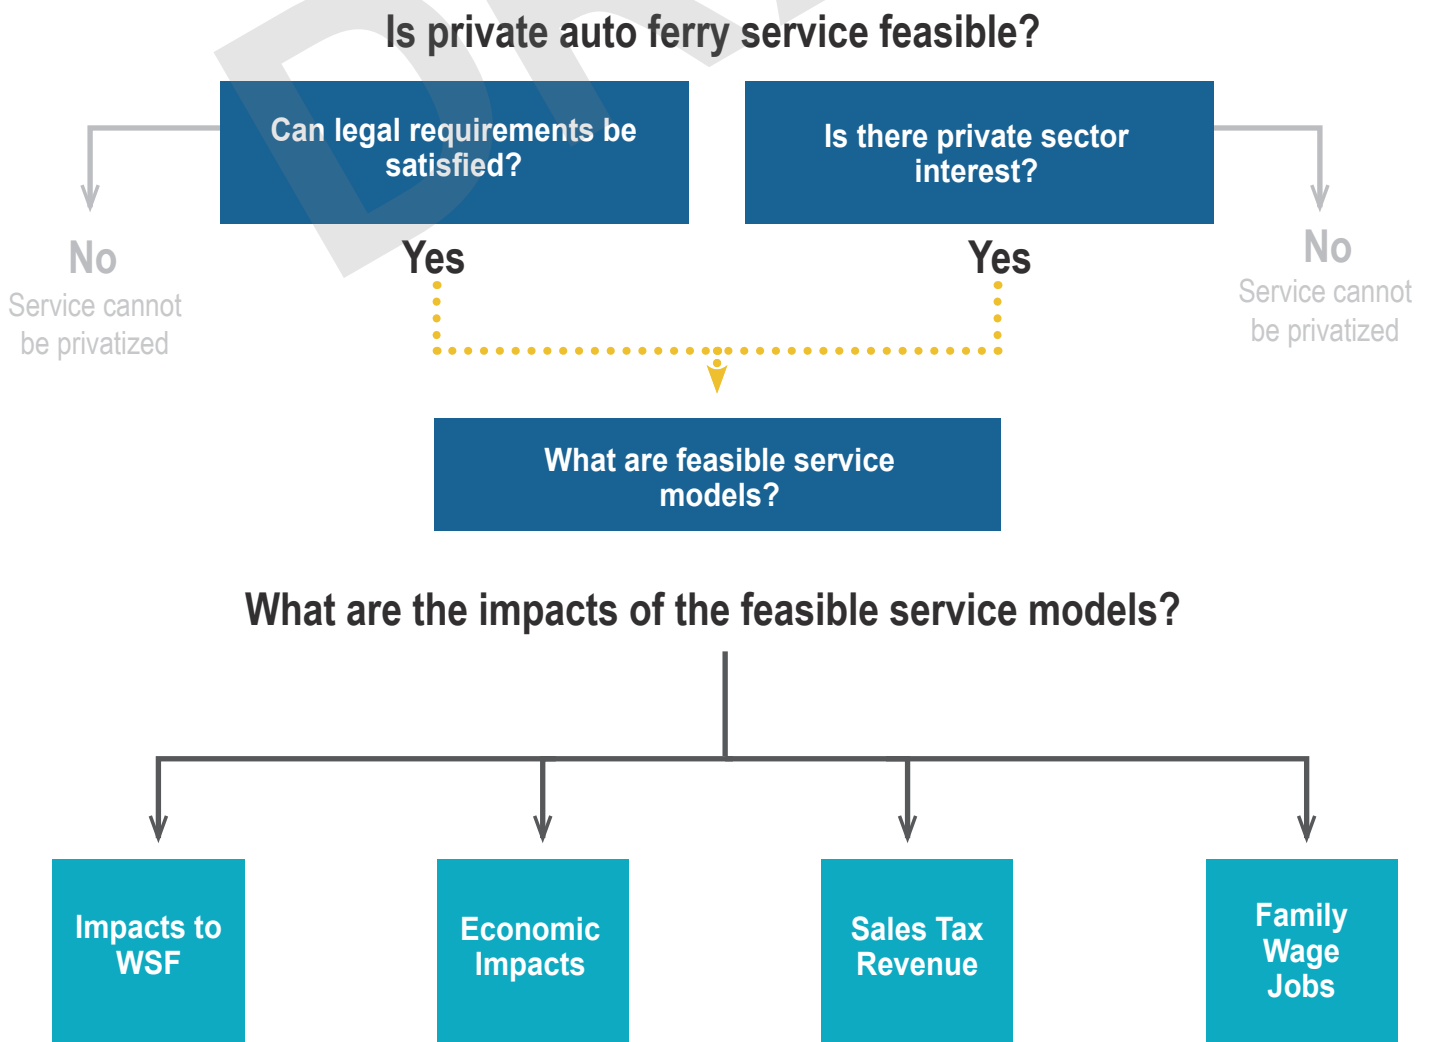 Is private auto ferry service feasible?
Can legal requirements be
satisfied?
Is there private sector
interest?
No
Service cannot
be privatized
Yes
Yes
No
Service cannot
be privatized
What are feasible service
models?
What are the impacts of the feasible service models?
Impacts to
WSF
Economic
Impacts
Sales Tax
Revenue
Family
Wage
Jobs